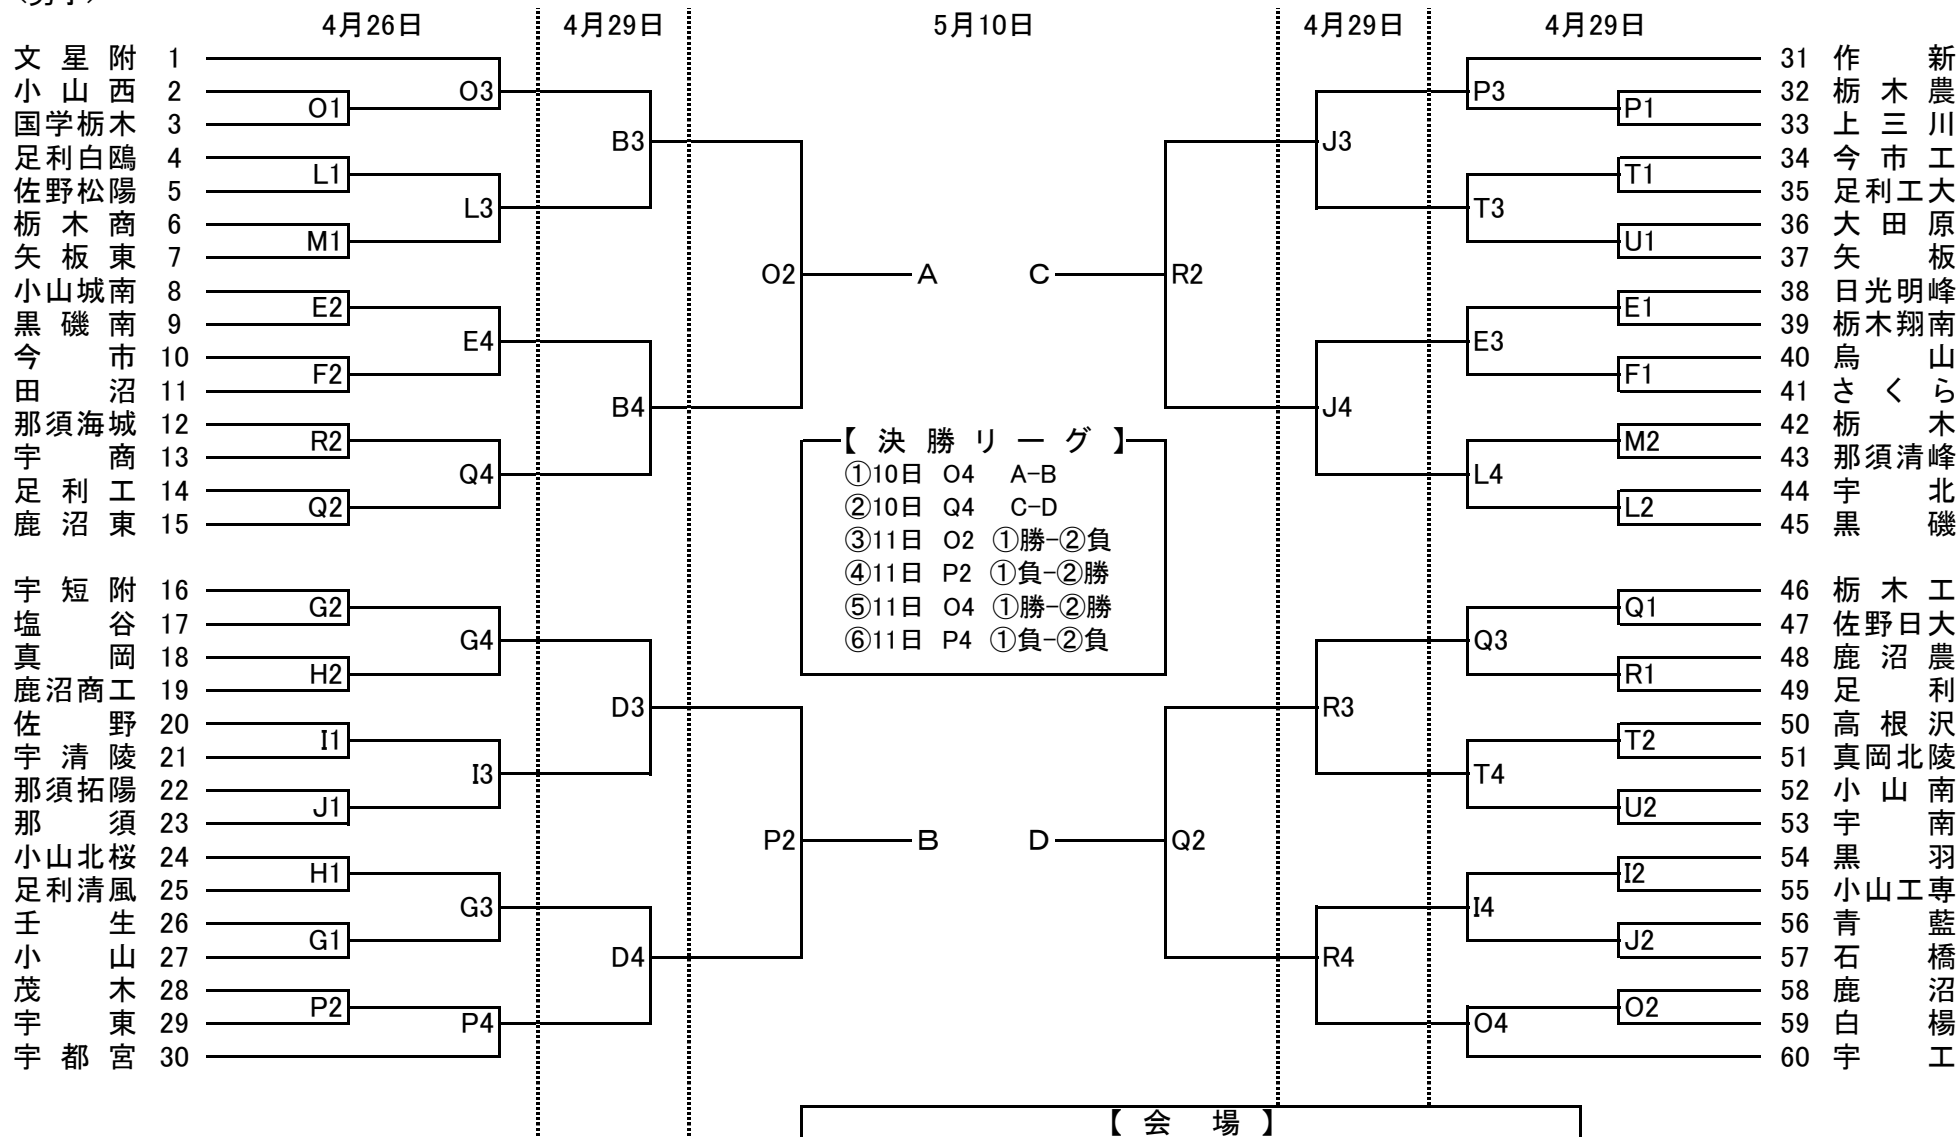 4月26日 4月29日 5月10日 4月29日 4月29日
文星附 1
小山西 2
国学栃木 3
足利白鴎 4
佐野松陽 5
栃木商 6
矢板東 7
小山城南 8
黒磯南 9
今市 10
田沼 11
那須海城 12
宇商 13
足利工 14
鹿沼東 15
宇短附 16
塩谷 17
真岡 18
鹿沼商工 19
佐野 20
宇清陵 21
那須拓陽 22
那須 23
小山北桜 24
足利清風 25
壬生 26
小山 27
茂木 28
宇東 29
宇都宮 30
O1
L1
M1
E2
F2
R2
Q2
G2
H2
I1
J1
H1
G1
P2
O3
L3
E4
Q4
G4
I3
G3
P4
B3
B4
D3
D4
O2
P2
A
B
C
D
【決勝リーグ】
①10日 O4 A-B
②10日 Q4 C-D
③11日 O2 ①勝-②負
④11日 P2 ①負-②勝
⑤11日 O4 ①勝-②勝
⑥11日 P4 ①負-②負
R2
Q2
J3
J4
R3
R4
P3
T3
E3
L4
Q3
T4
I4
O4
P1
T1
U1
E1
F1
M2
L2
Q1
R1
T2
U2
I2
J2
O2
31 作新
32 栃木農
33 上三川
34 今市工
35 足利工大
36 大田原
37 矢板
38 日光明峰
39 栃木翔南
40 烏山
41 さくら
42 栃木
43 那須清峰
44 宇北
45 黒磯
46 栃木工
47 佐野日大
48 鹿沼農
49 足利
50 高根沢
51 真岡北陵
52 小山南
53 宇南
54 黒羽
55 小山工専
56 青藍
57 石橋
58 鹿沼
59 白楊
60 宇工
【会場】